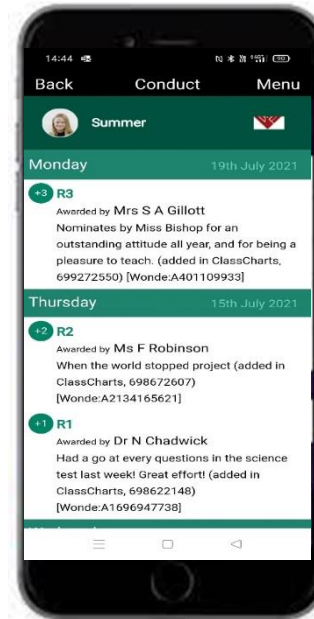 14:44
Back Conduct Menu
Summer
Monday 19th July 2021
+3 R3
Awarded by Mrs S A Gillott
Nominates by Miss Bishop for an
outstanding attitude all year, and for being a
pleasure to teach. (added in ClassCharts,
699272550) [Wonde:A401109933]
Thursday 15th July 2021
+2 R2
Awarded by Ms F Robinson
When the world stopped project (added in
ClassCharts, 698672607)
[Wonde:A2134165621]
+1 R1
Awarded by Dr N Chadwick
Had a go at every questions in the science
test last week! Great effort! (added in
ClassCharts, 698622148)
[Wonde:A1696947738]